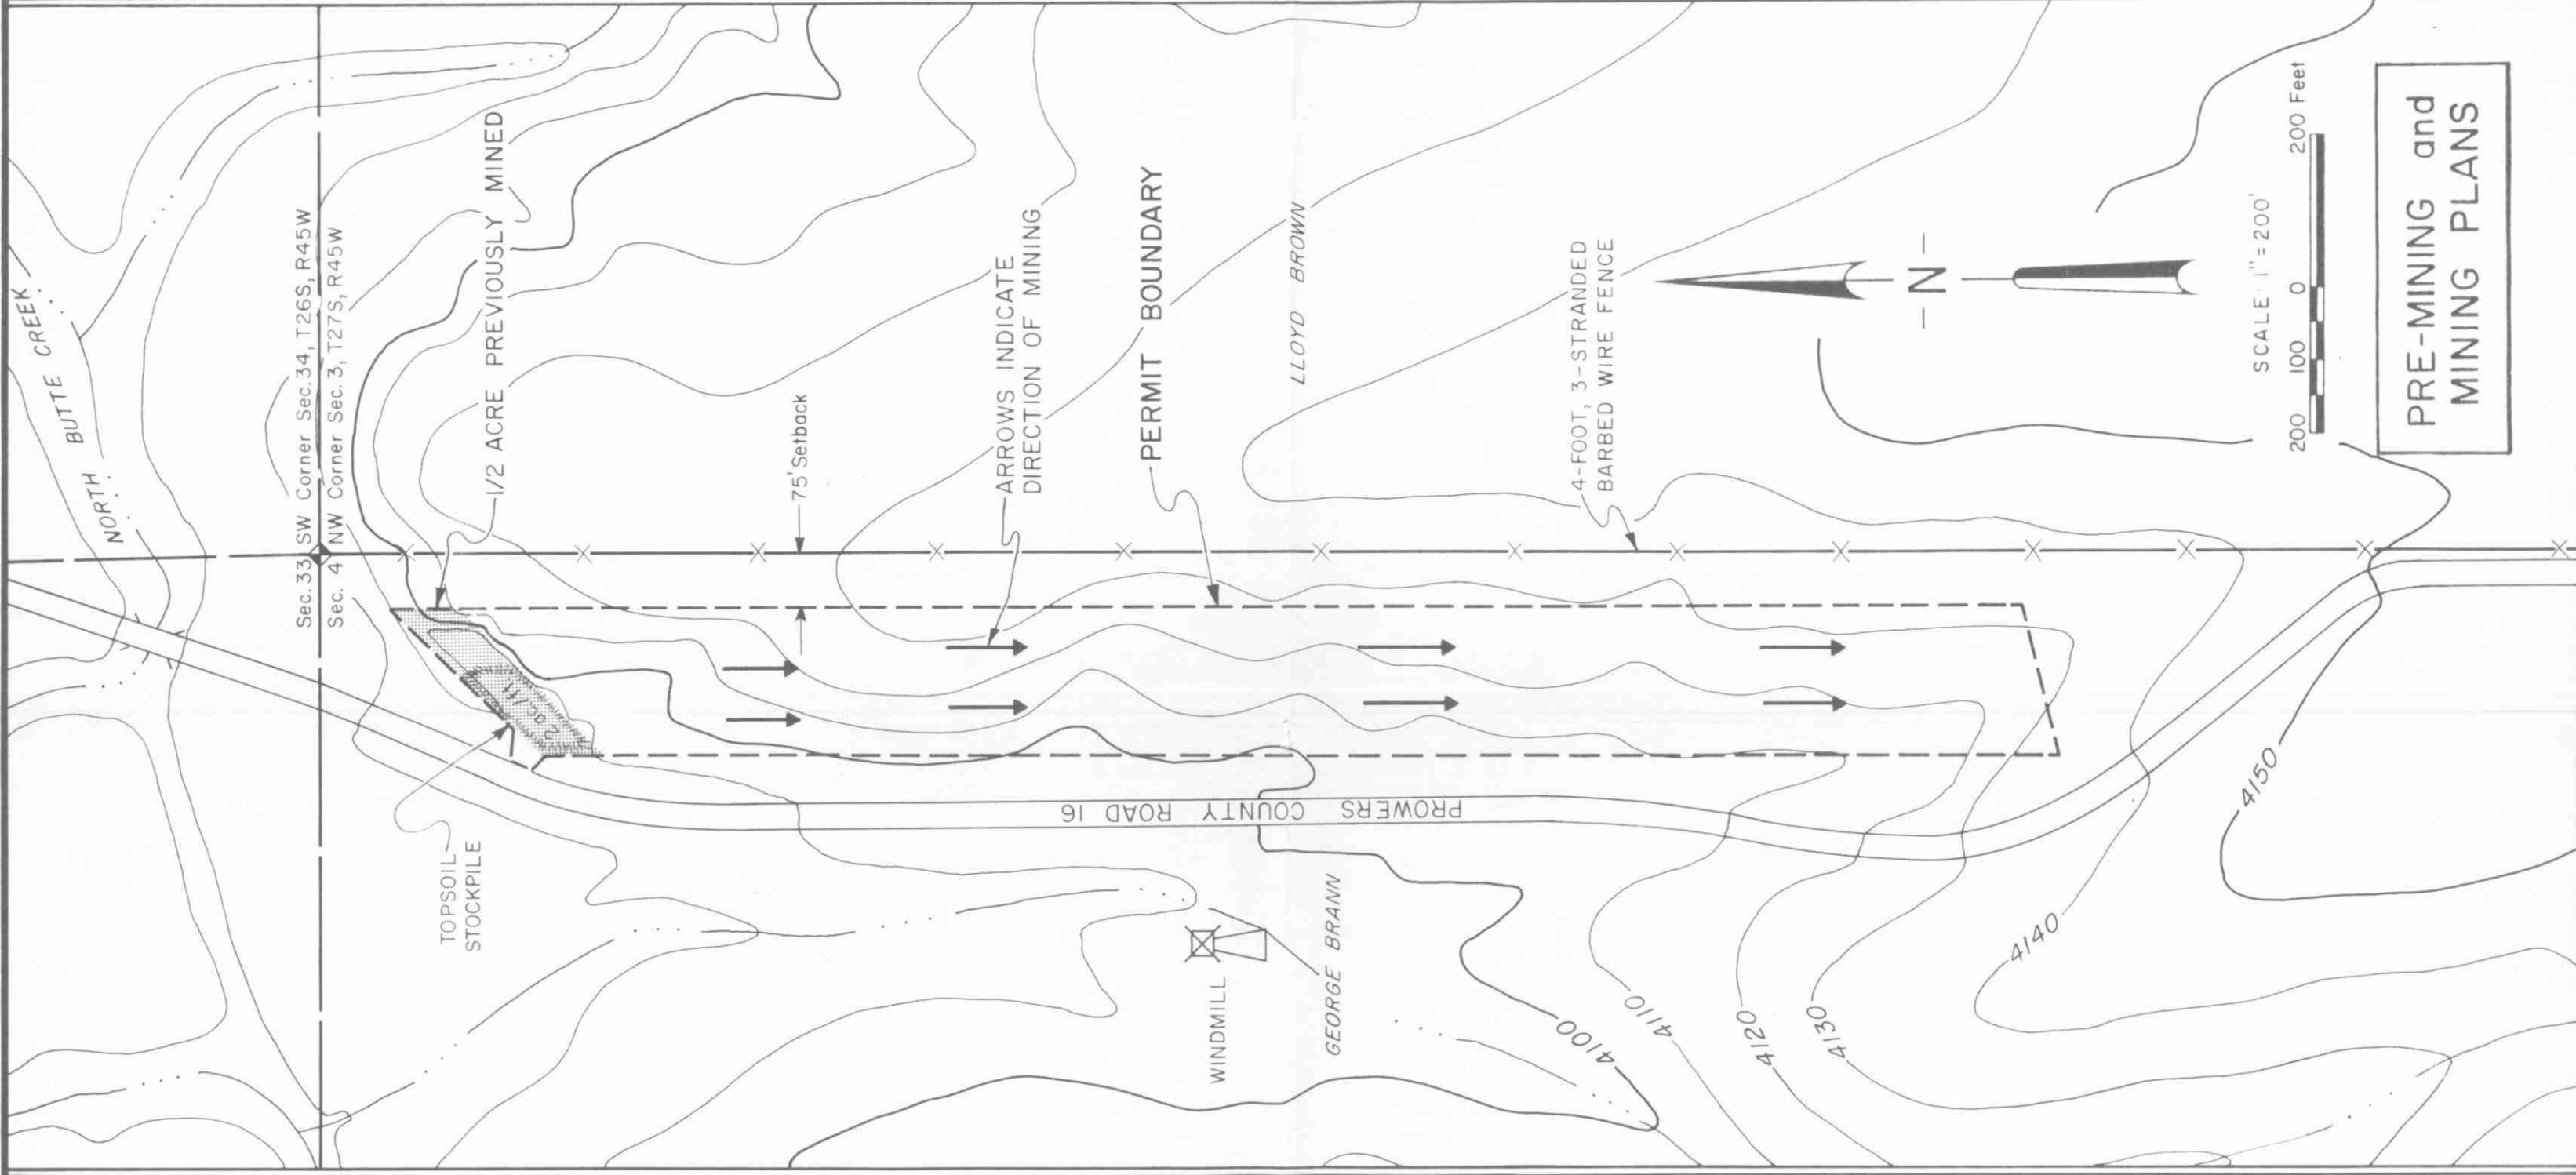 NORTH BUTTE CREEK
Sec. 33
SW Corner Sec. 34, T26S, R45W
Sec. 4
NW Corner Sec. 3, T27S, R45W
1/2 ACRE PREVIOUSLY MINED
2 ac/ft
TOPSOIL
STOCKPILE
75' Setback
ARROWS INDICATE
DIRECTION OF MINING
PERMIT BOUNDARY
PROWERS COUNTY ROAD 16
LLOYD BROWN
WINDMILL
GEORGE BRANN
4-FOOT, 3-STRANDED
BARBED WIRE FENCE
4100
4110
4120
4130
4140
4150
-N-
SCALE 1"=200'
200 100 0 200 Feet
PRE-MINING and
MINING PLANS